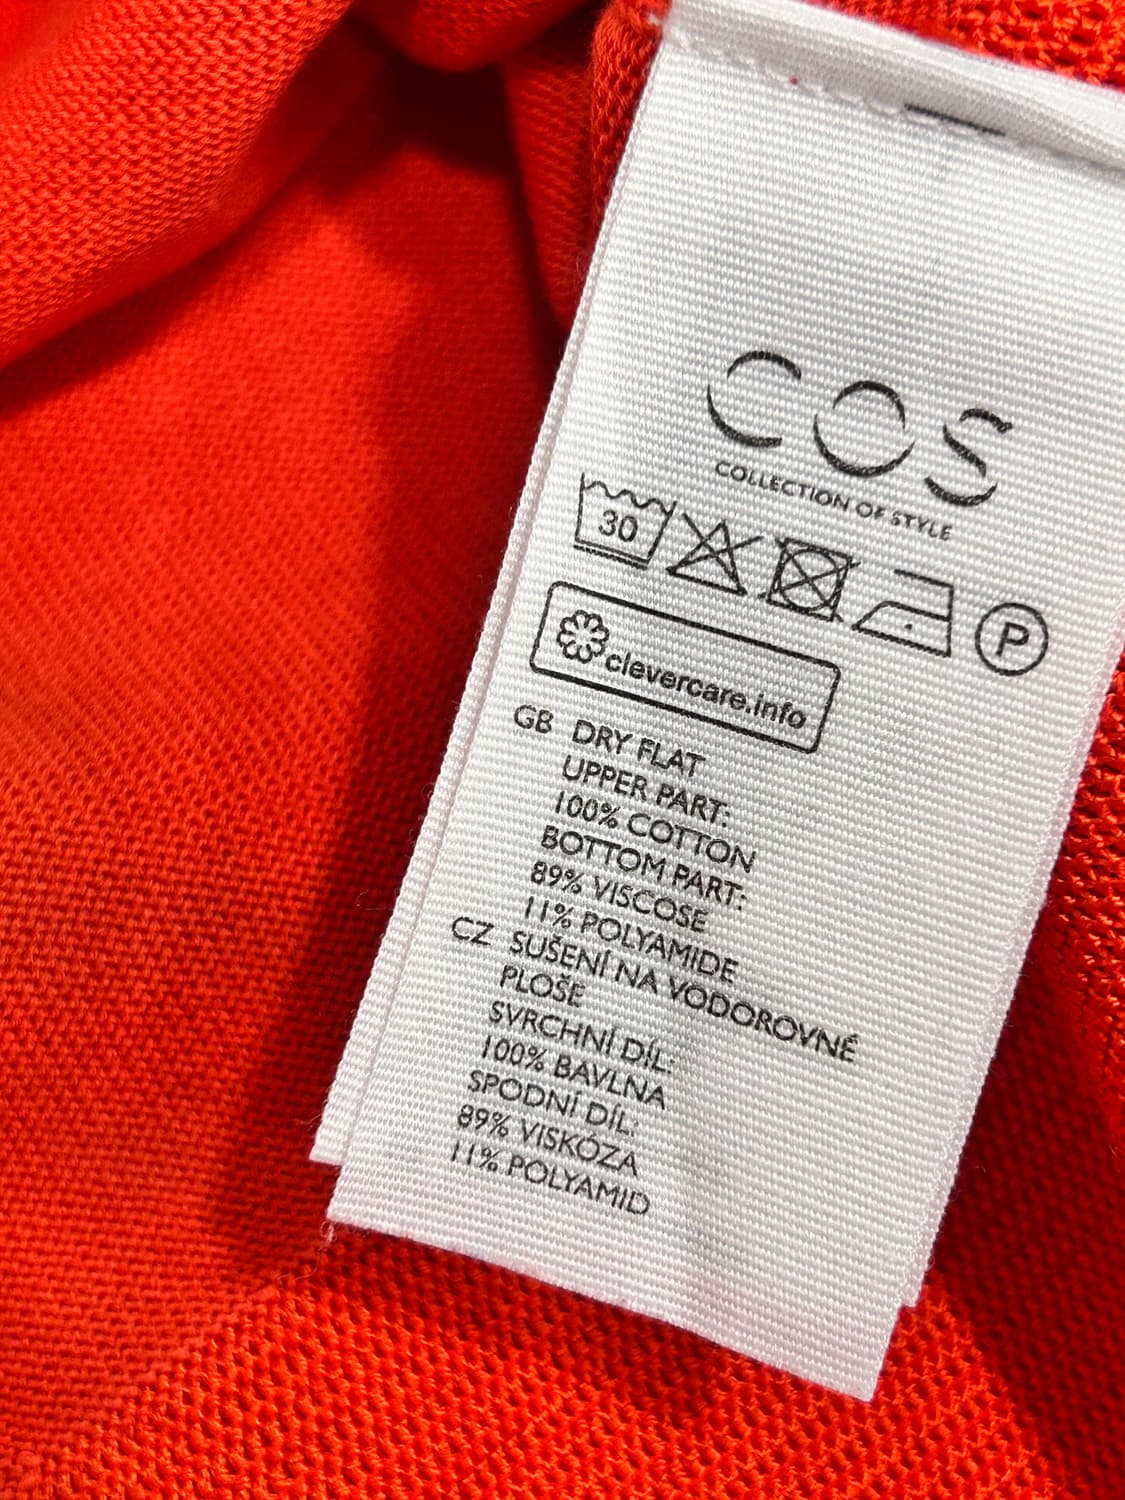 COS
COLLECTION OF STYLE
30
P
clevercare.info
GB DRY FLAT
UPPER PART:
100% COTTON
BOTTOM PART:
89% VISCOSE
11% POLYAMIDE
CZ SUŠENÍ NA VODOROVNÉ
PLOŠE
SVRCHNÍ DÍL:
100% BAVLNA
SPODNÍ DÍL:
89% VISKÓZA
11% POLYAMID